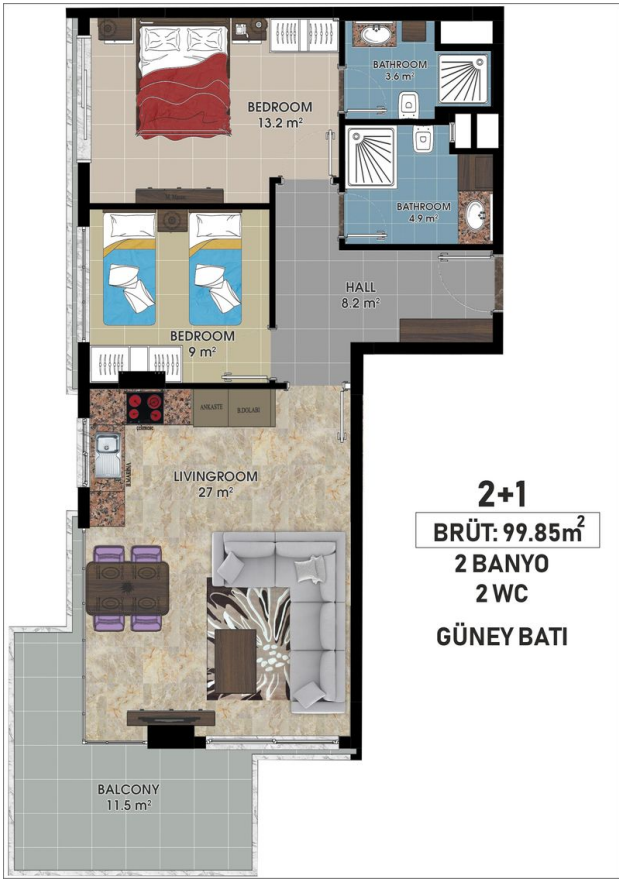 BATHROOM
3.6 m²
BEDROOM
13.2 m²
BATHROOM
4.9 m²
HALL
8.2 m²
BEDROOM
9 m²
ANKASTE
B.DOLABI
LIVINGROOM
27 m²
2+1
BRÜT: 99.85m²
2 BANYO
2 WC
GÜNEY BATI
BALCONY
11.5 m²